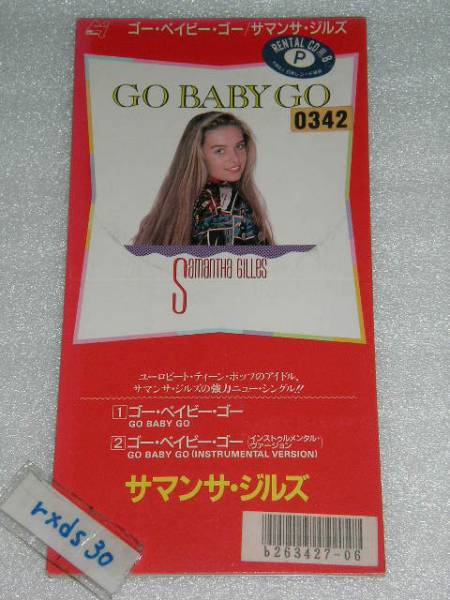 ゴー・ベイビー・ゴー/サマンサ・ジルズ
RENTAL CD用 8
P
GO BABY GO
0342
SAMANTHA GILLES
ユーロビート・ティーン・ポップのアイドル、
サマンサ・ジルズの強力ニュー・シングル!!
1 ゴー・ベイビー・ゴー
GO BABY GO
2 ゴー・ベイビー・ゴー(インストゥルメンタル・ヴァージョン)
GO BABY GO (INSTRUMENTAL VERSION)
サマンサ・ジルズ
rxds30
b263427-06